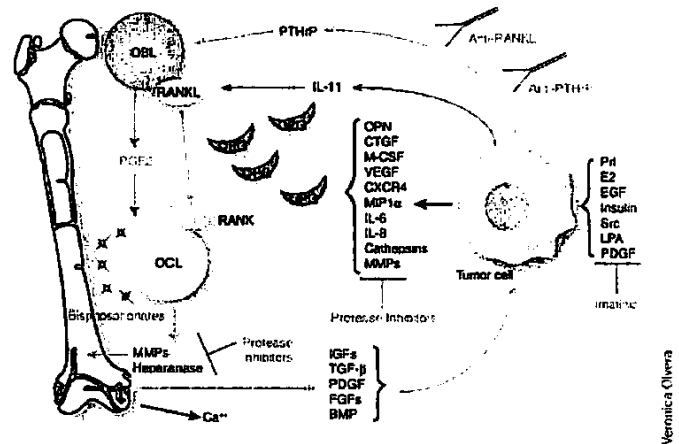 OBL
PTHrP
Anti-RANKL
Anti-PTHrP
RANKL
IL-11
OPN
CTGF
M-CSF
VEGF
CXCR4
MIP1α
IL-6
IL-8
Cathepsins
MMPs
Prl
E2
EGF
Insulin
Src
LPA
PDGF
PGE2
RANK
OCL
Tumor cell
Imatinib
Bisphosphonates
Protease Inhibitors
MMPs
Heparanase
Protease
Inhibitors
IGFs
TGF-β
PDGF
FGFs
BMP
Ca++
Veronica Olvera